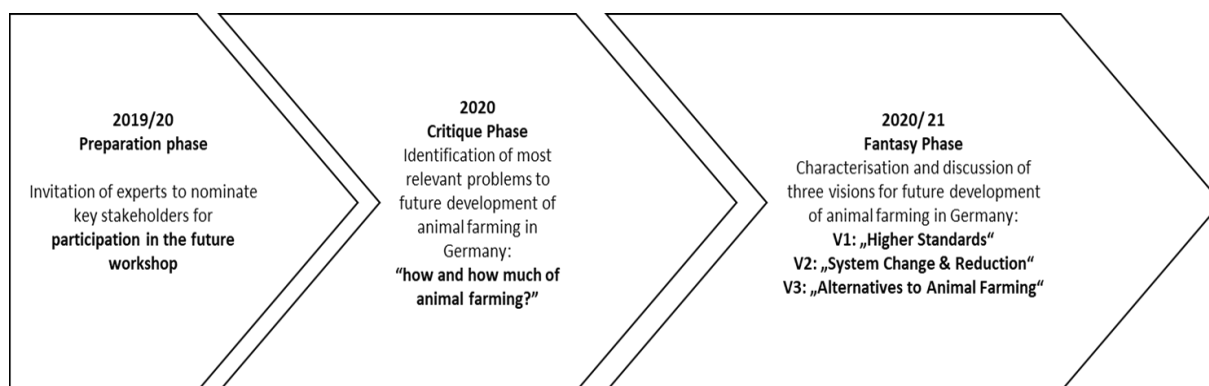 2019/20
Preparation phase
Invitation of experts to nominate
key stakeholders for
participation in the future
workshop
2020
Critique Phase
Identification of most
relevant problems to
future development of
animal farming in
Germany:
“how and how much of
animal farming?”
2020/ 21
Fantasy Phase
Characterisation and discussion of
three visions for future development
of animal farming in Germany:
V1: „Higher Standards“
V2: „System Change & Reduction“
V3: „Alternatives to Animal Farming“